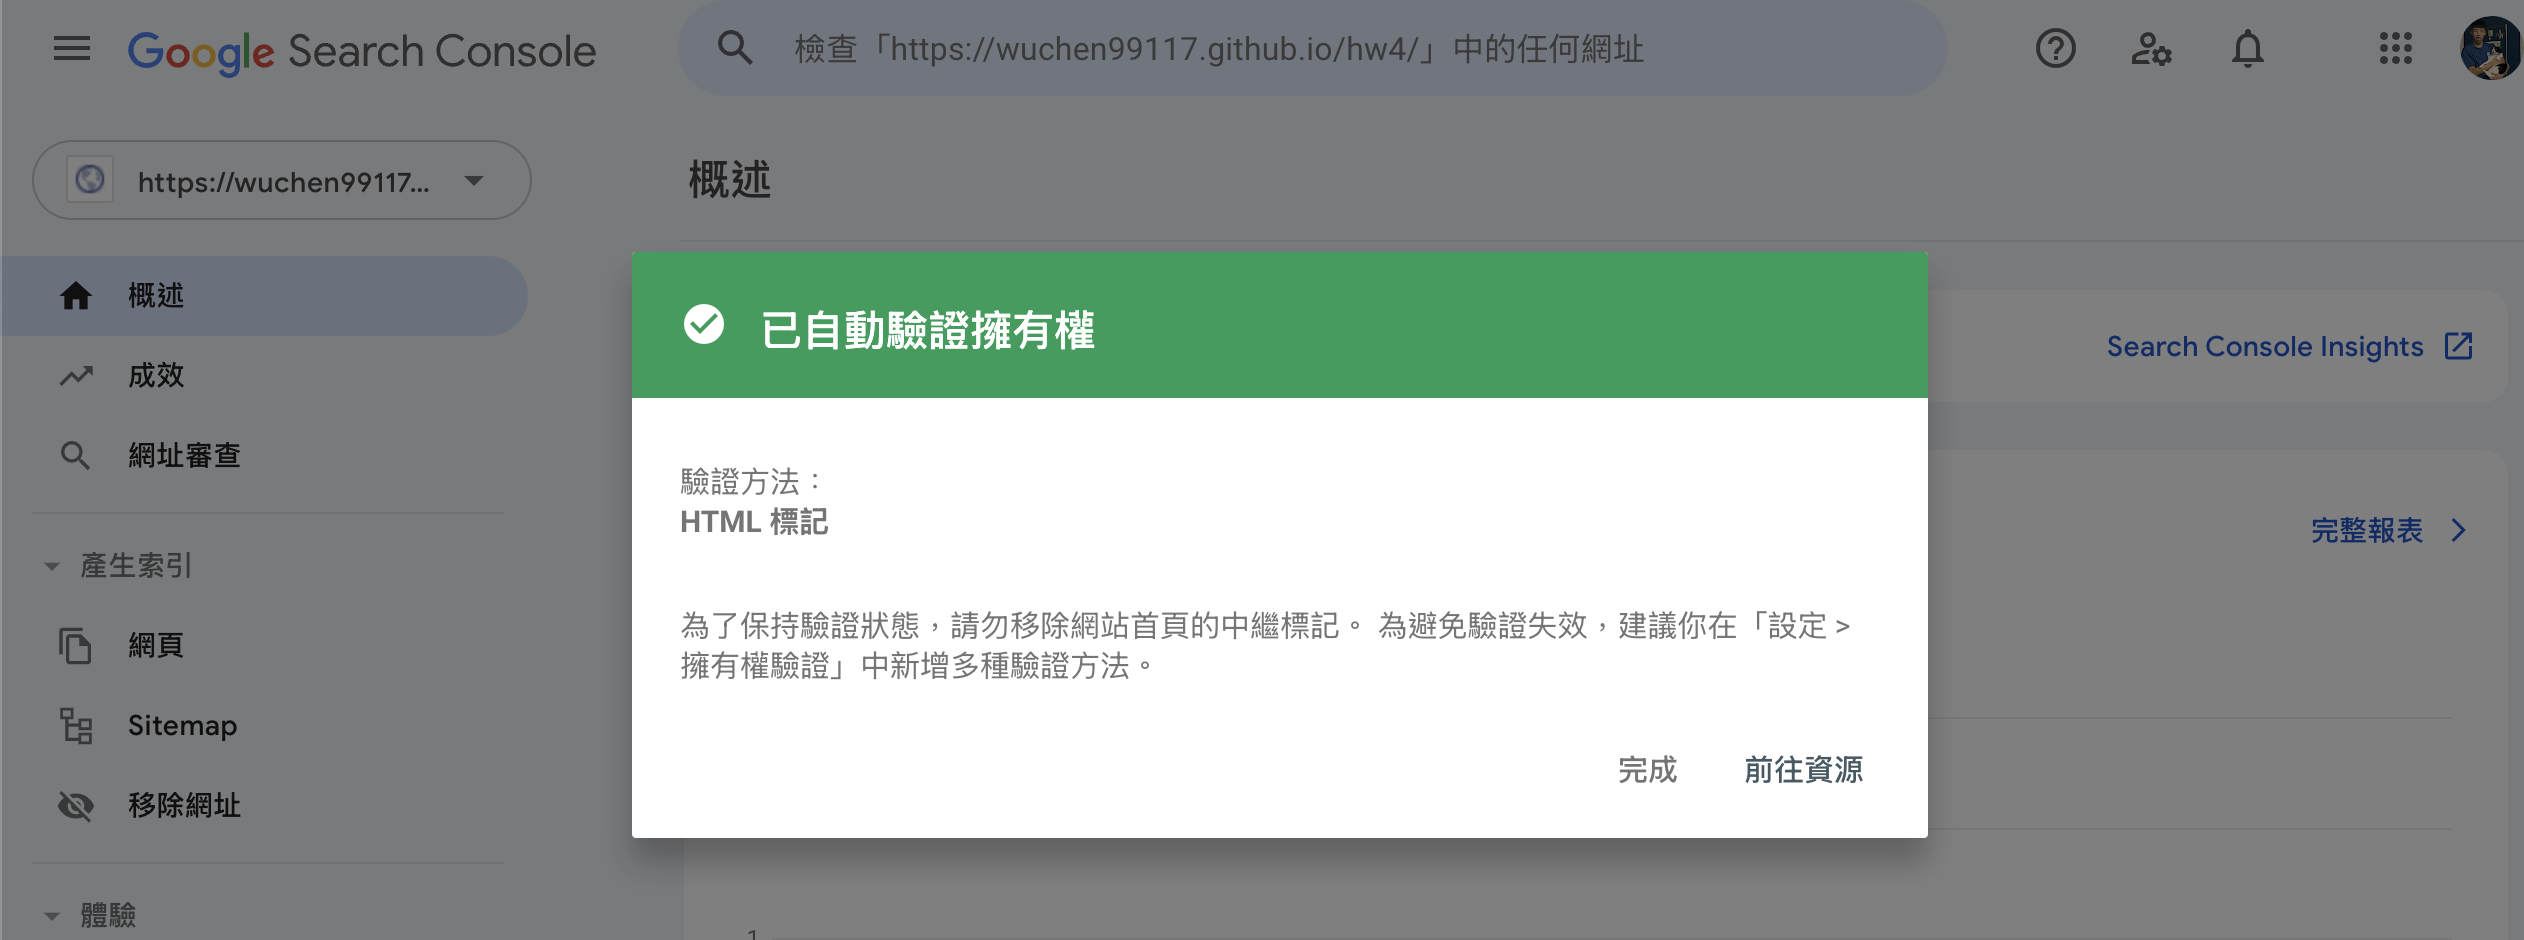 Google Search Console
檢查「https://wuchen99117.github.io/hw4/」中的任何網址
https://wuchen99117...
概述
概述
成效
網址審查
產生索引
網頁
Sitemap
移除網址
體驗
Search Console Insights
完整報表
已自動驗證擁有權
驗證方法：
HTML 標記
為了保持驗證狀態，請勿移除網站首頁的中繼標記。 為避免驗證失效，建議你在「設定 >
擁有權驗證」中新增多種驗證方法。
完成
前往資源
1